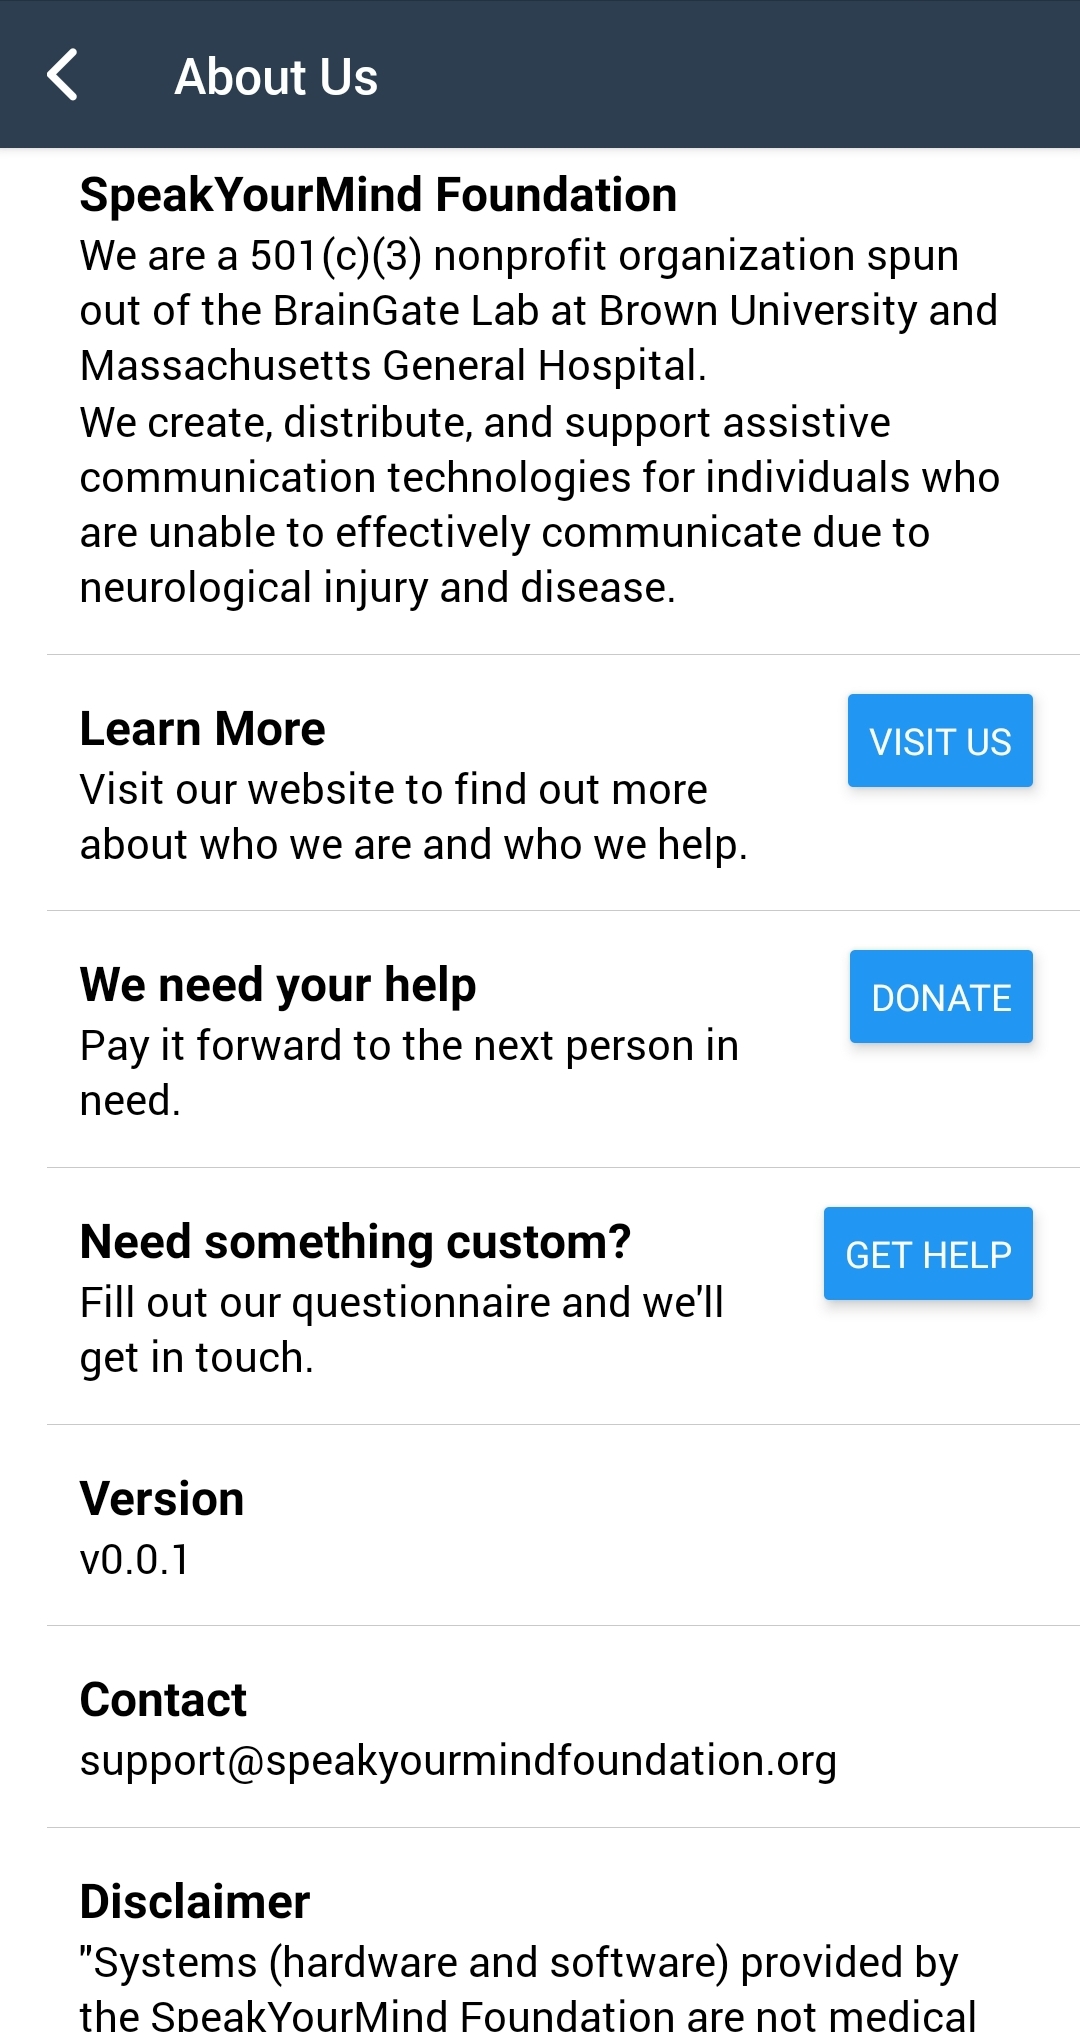 About Us
SpeakYourMind Foundation
We are a 501(c)(3) nonprofit organization spun
out of the BrainGate Lab at Brown University and
Massachusetts General Hospital.
We create, distribute, and support assistive
communication technologies for individuals who
are unable to effectively communicate due to
neurological injury and disease.
Learn More
VISIT US
Visit our website to find out more
about who we are and who we help.
We need your help
DONATE
Pay it forward to the next person in
need.
Need something custom?
GET HELP
Fill out our questionnaire and we'll
get in touch.
Version
v0.0.1
Contact
support@speakyourmindfoundation.org
Disclaimer
"Systems (hardware and software) provided by
the SpeakYourMind Foundation are not medical